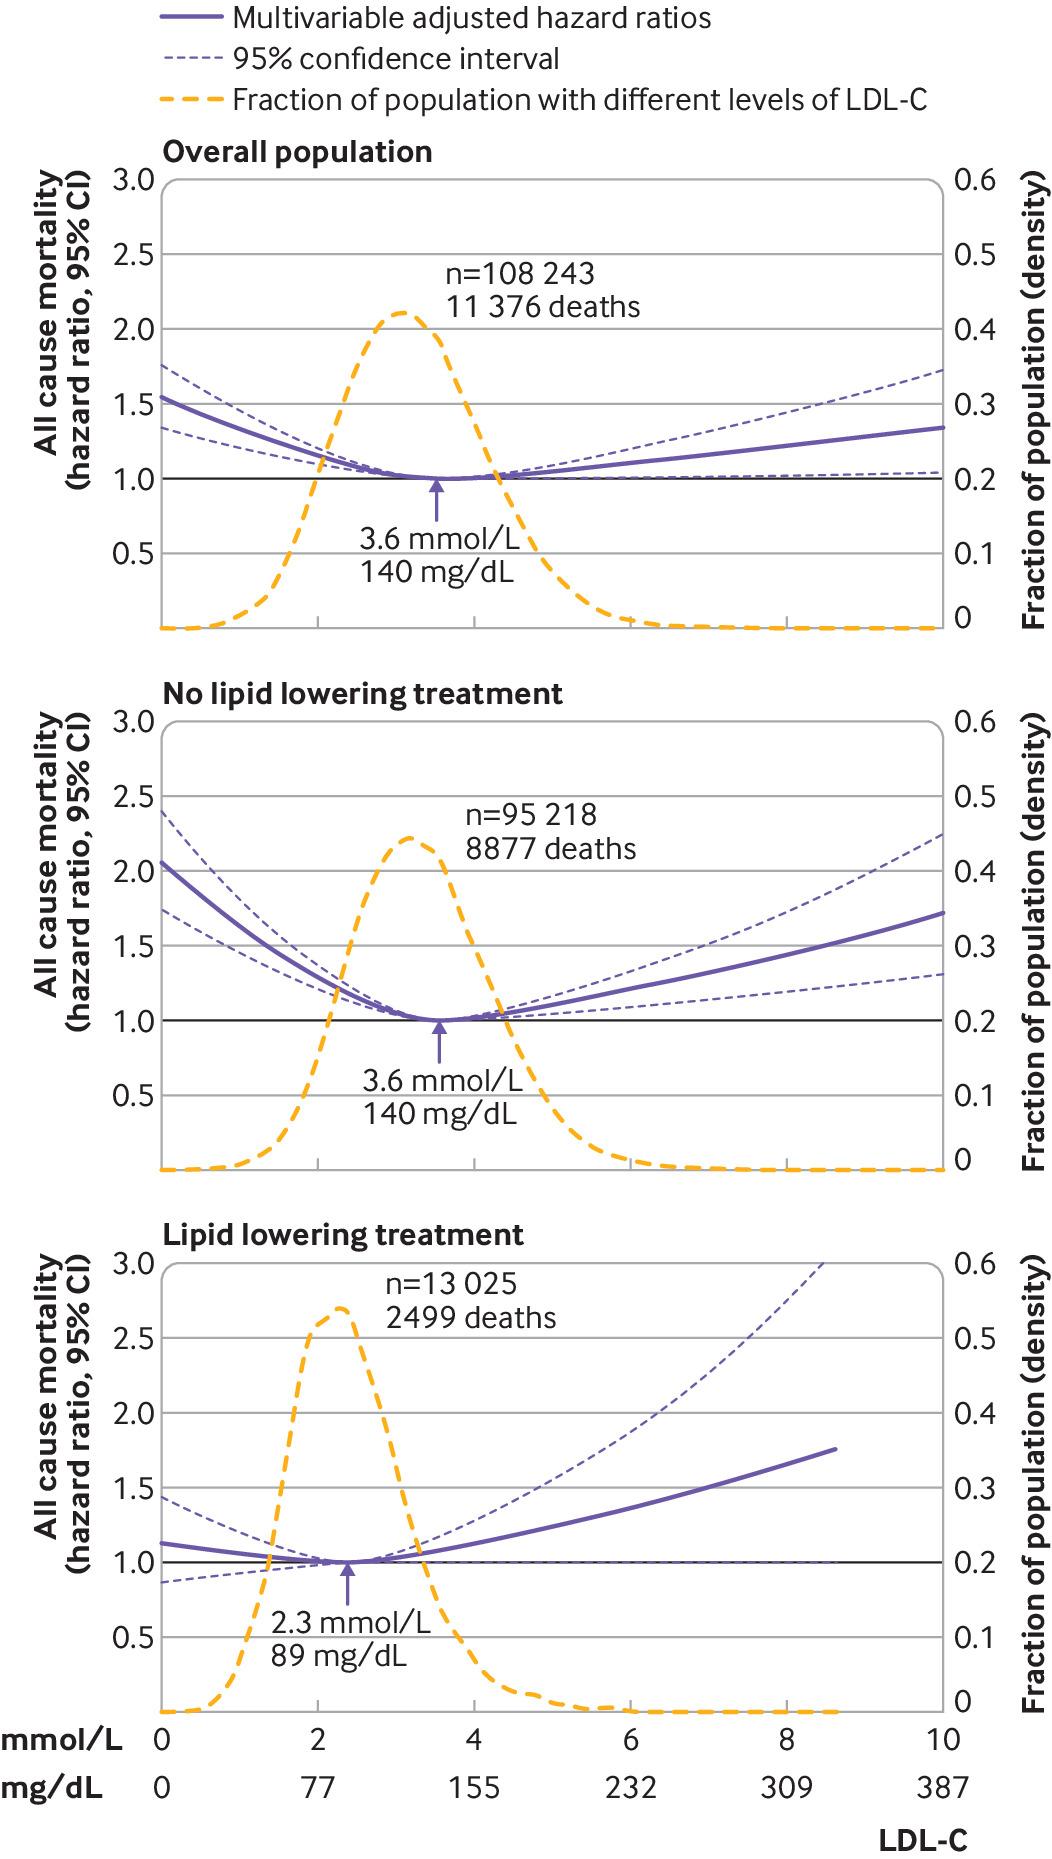 Multivariable adjusted hazard ratios
95% confidence interval
Fraction of population with different levels of LDL-C
Overall population
All cause mortality
(hazard ratio, 95% CI)
3.0
2.5
2.0
1.5
1.0
0.5
n=108 243
11 376 deaths
3.6 mmol/L
140 mg/dL
0.6
0.5
0.4
0.3
0.2
0.1
0
Fraction of population (density)
No lipid lowering treatment
All cause mortality
(hazard ratio, 95% CI)
3.0
2.5
2.0
1.5
1.0
0.5
n=95 218
8877 deaths
3.6 mmol/L
140 mg/dL
0.6
0.5
0.4
0.3
0.2
0.1
0
Fraction of population (density)
Lipid lowering treatment
All cause mortality
(hazard ratio, 95% CI)
3.0
2.5
2.0
1.5
1.0
0.5
n=13 025
2499 deaths
2.3 mmol/L
89 mg/dL
0.6
0.5
0.4
0.3
0.2
0.1
0
Fraction of population (density)
mmol/L 0 2 4 6 8 10
mg/dL 0 77 155 232 309 387
LDL-C